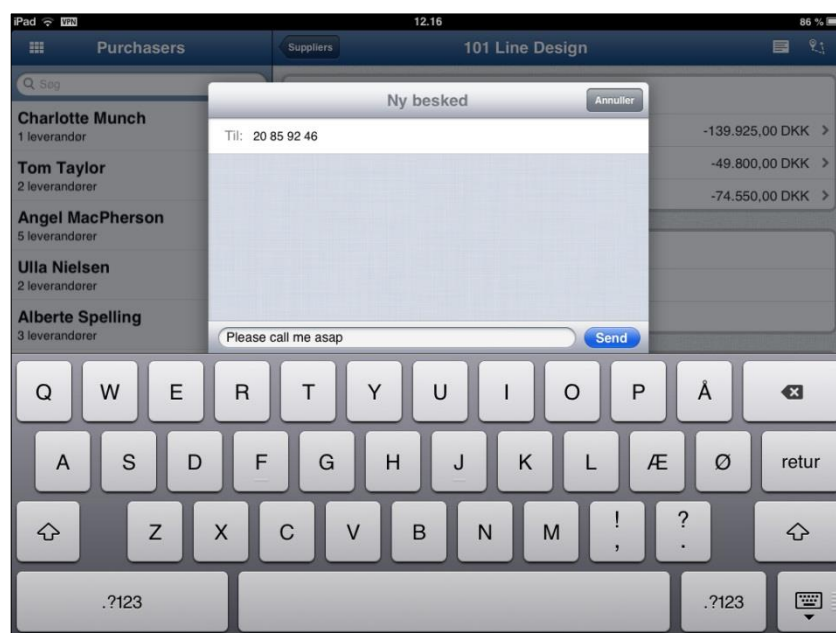 iPad VPN 12.16 86 %
Purchasers Suppliers 101 Line Design
Søg
Ny besked Annuller
Charlotte Munch
1 leverandør
Til: 20 85 92 46
-139.925,00 DKK
Tom Taylor
2 leverandører
-49.800,00 DKK
-74.550,00 DKK
Angel MacPherson
5 leverandører
Ulla Nielsen
2 leverandører
Alberte Spelling
3 leverandører
Please call me asap Send
Q W E R T Y U I O P Å
A S D F G H J K L Æ Ø retur
Z X C V B N M ! , ? .
.?123 .?123